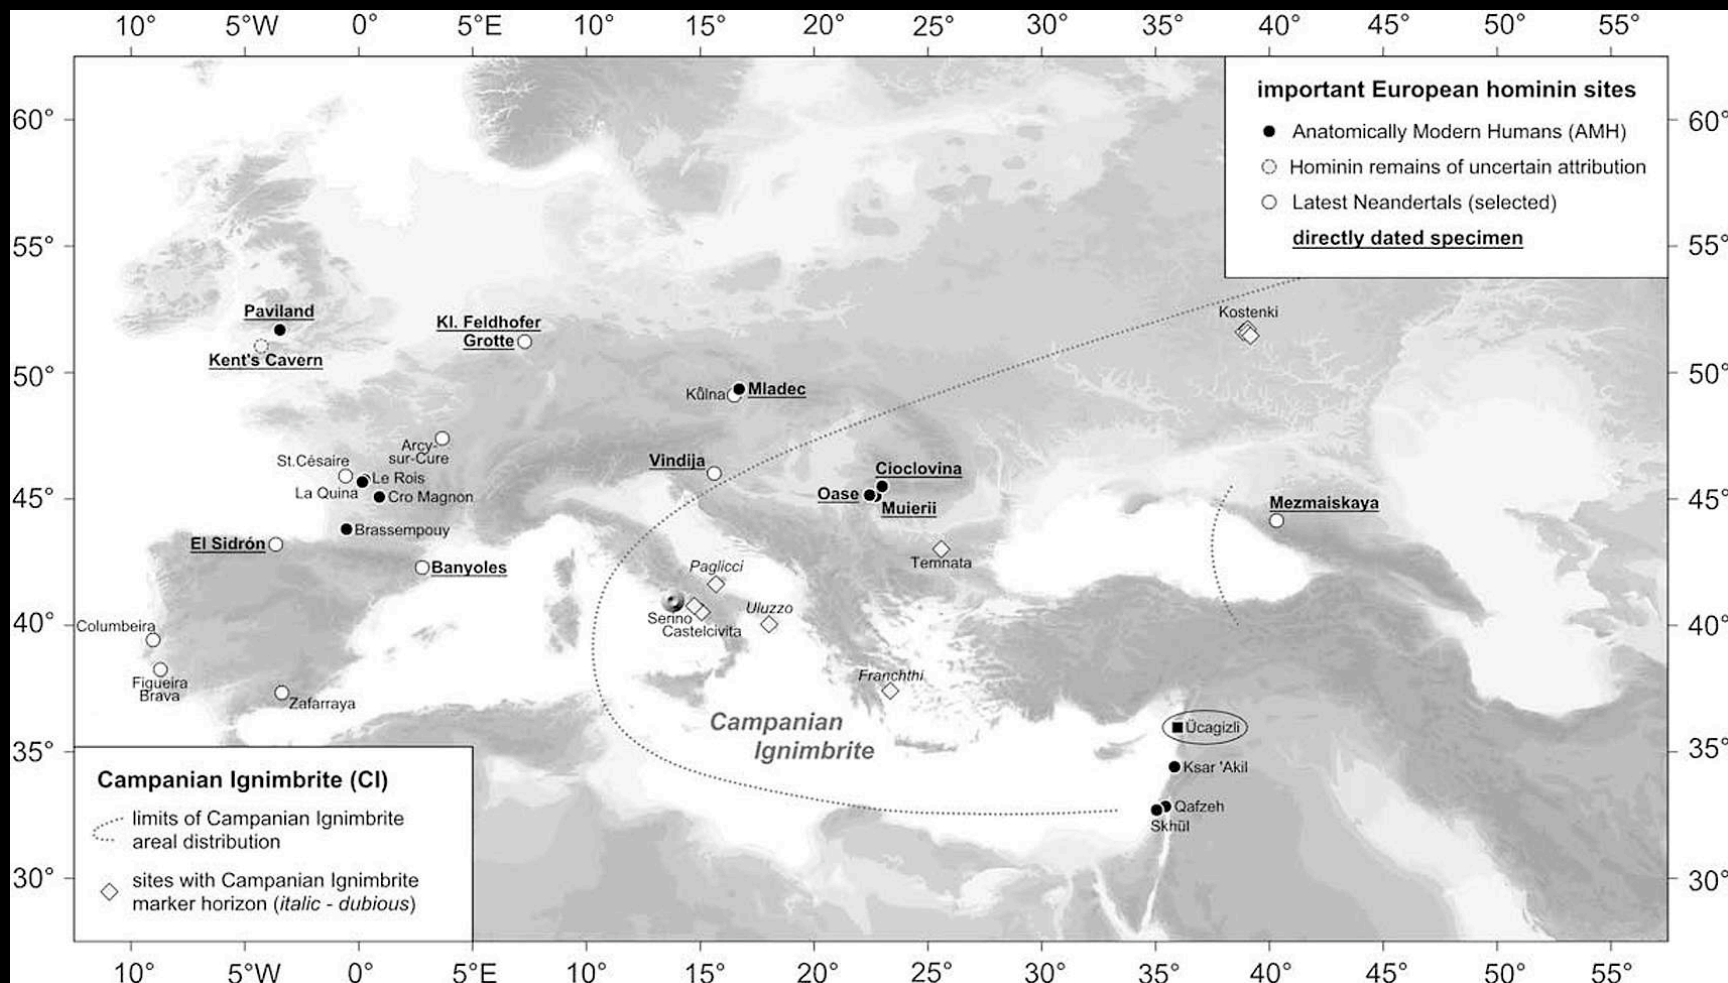 10° 5°W 0° 5°E 10° 15° 20° 25° 30° 35° 40° 45° 50° 55°
important European hominin sites
Anatomically Modern Humans (AMH)
Hominin remains of uncertain attribution
Latest Neandertals (selected)
directly dated specimen
60° 60°
55° 55°
Kostenki
Paviland
Kl. Feldhofer
Grotte
Kent's Cavern
50° 50°
Kůlna Mladec
Arcy-
sur-Cure
St.Césaire
Vindija
Cioclovina
Le Rois
La Quina
Cro Magnon
Oase
Muierii
45° 45°
Mezmaiskaya
Brassempouy
El Sidrón
Banyoles
Temnata
Paglicci
Uluzzo
Serino
Castelcivita
40° 40°
Columbeira
Figueira
Brava
Zafarraya
Franchthi
Campanian
Ignimbrite
Ücagizli
35° 35°
Ksar 'Akil
Qafzeh
Skhūl
Campanian Ignimbrite (CI)
limits of Campanian Ignimbrite
areal distribution
sites with Campanian Ignimbrite
marker horizon (italic - dubious)
30° 30°
10° 5°W 0° 5°E 10° 15° 20° 25° 30° 35° 40° 45° 50° 55°